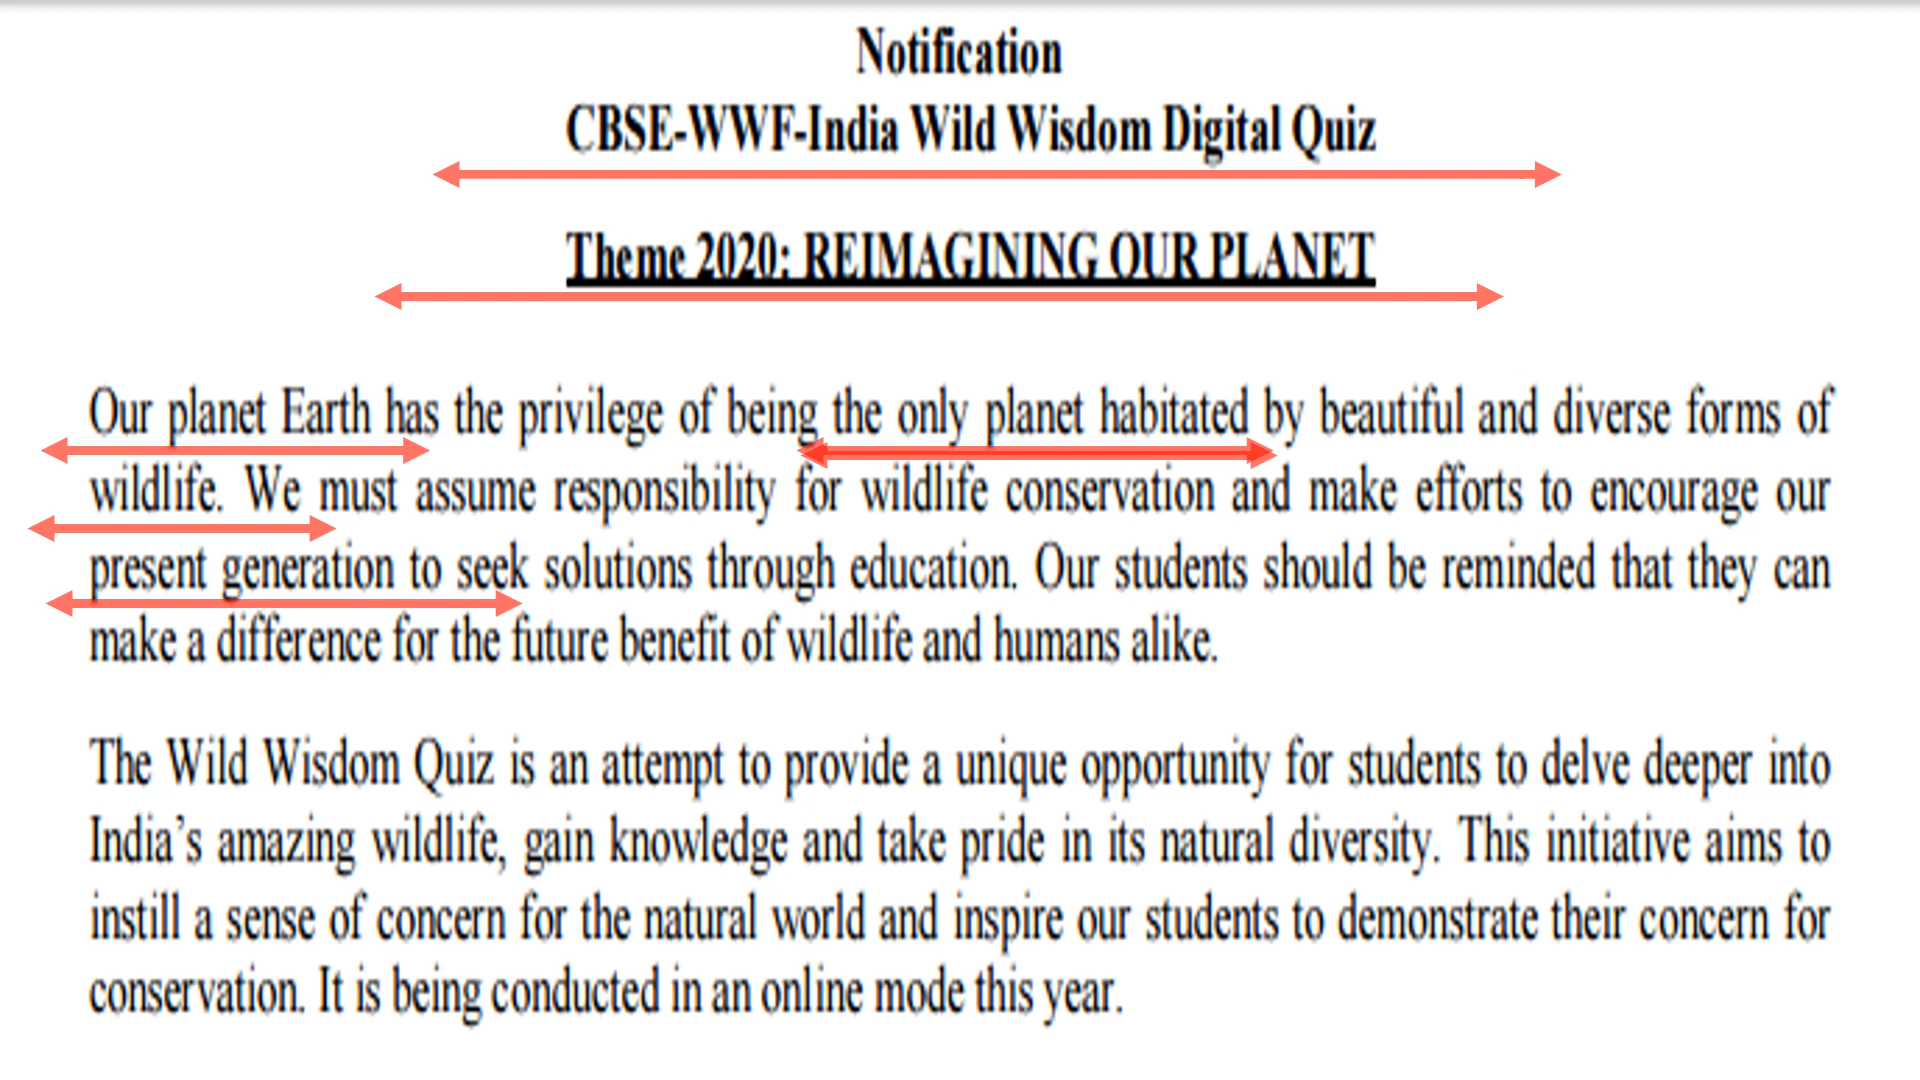 Notification
CBSE-WWF-India Wild Wisdom Digital Quiz
Theme 2020: REIMAGINING OUR PLANET
Our planet Earth has the privilege of being the only planet habitated by beautiful and diverse forms of
wildlife. We must assume responsibility for wildlife conservation and make efforts to encourage our
present generation to seek solutions through education. Our students should be reminded that they can
make a difference for the future benefit of wildlife and humans alike.
The Wild Wisdom Quiz is an attempt to provide a unique opportunity for students to delve deeper into
India’s amazing wildlife, gain knowledge and take pride in its natural diversity. This initiative aims to
instill a sense of concern for the natural world and inspire our students to demonstrate their concern for
conservation. It is being conducted in an online mode this year.